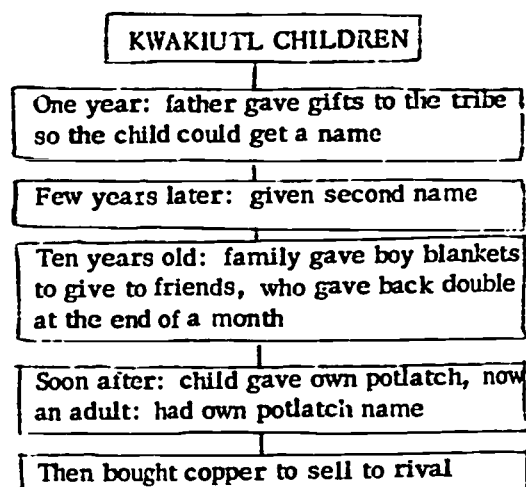 KWAKIUTL CHILDREN
One year: father gave gifts to the tribe
so the child could get a name
Few years later: given second name
Ten years old: family gave boy blankets
to give to friends, who gave back double
at the end of a month
Soon after: child gave own potlatch, now
an adult: had own potlatch name
Then bought copper to sell to rival